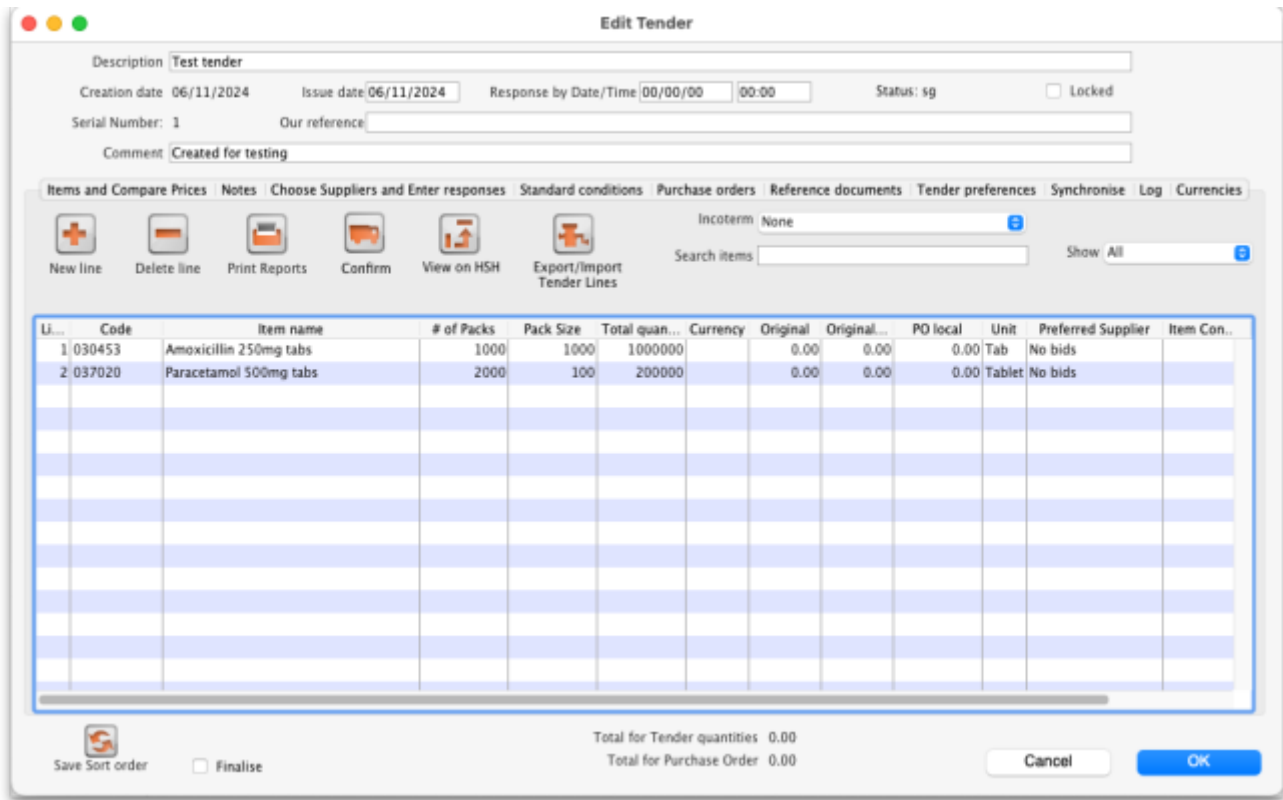 Edit Tender
Description Test tender
Creation date 06/11/2024 Issue date 06/11/2024 Response by Date/Time 00/00/00 00:00 Status: sg Locked
Serial Number: 1 Our reference
Comment Created for testing
Items and Compare Prices Notes Choose Suppliers and Enter responses Standard conditions Purchase orders Reference documents Tender preferences Synchronise Log Currencies
Incoterm None
New line Delete line Print Reports Confirm View on HSH Export/Import Tender Lines
Search items Show All
Li... Code Item name # of Packs Pack Size Total quan... Currency Original Original... PO local Unit Preferred Supplier Item Con..
1 030453 Amoxicillin 250mg tabs 1000 1000 1000000 0.00 0.00 0.00 Tab No bids
2 037020 Paracetamol 500mg tabs 2000 100 200000 0.00 0.00 0.00 Tablet No bids
Total for Tender quantities 0.00
Save Sort order Finalise Total for Purchase Order 0.00 Cancel OK